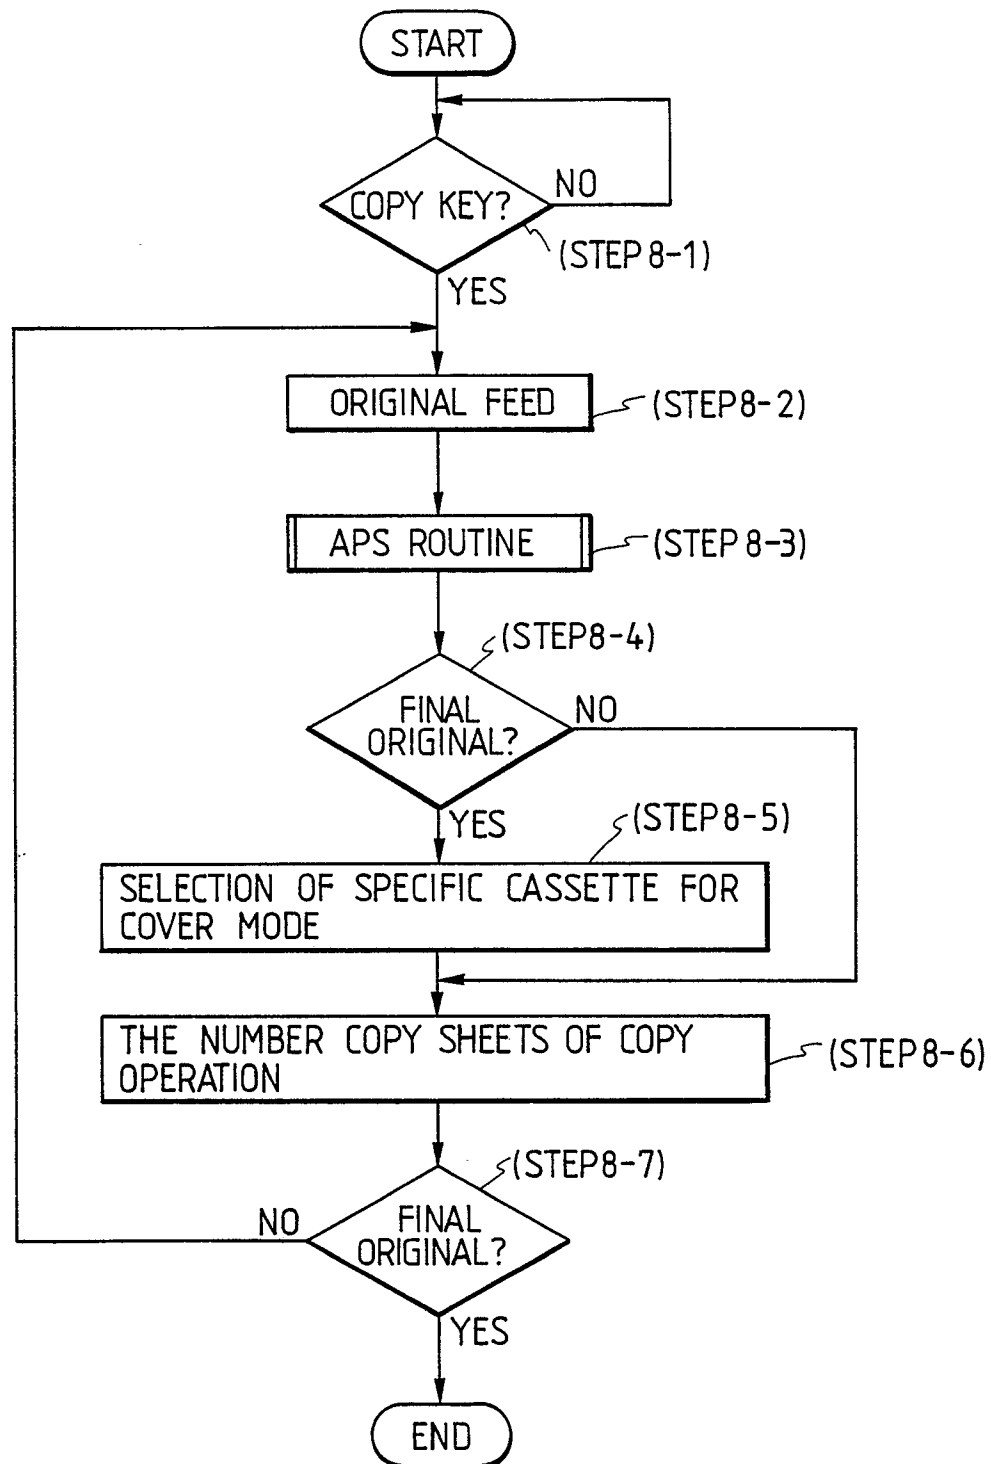 START
COPY KEY?
NO
(STEP 8-1)
YES
ORIGINAL FEED
(STEP 8-2)
APS ROUTINE
(STEP 8-3)
(STEP 8-4)
FINAL
ORIGINAL?
NO
YES
(STEP 8-5)
SELECTION OF SPECIFIC CASSETTE FOR
COVER MODE
THE NUMBER COPY SHEETS OF COPY
OPERATION
(STEP 8-6)
(STEP 8-7)
NO
FINAL
ORIGINAL?
YES
END